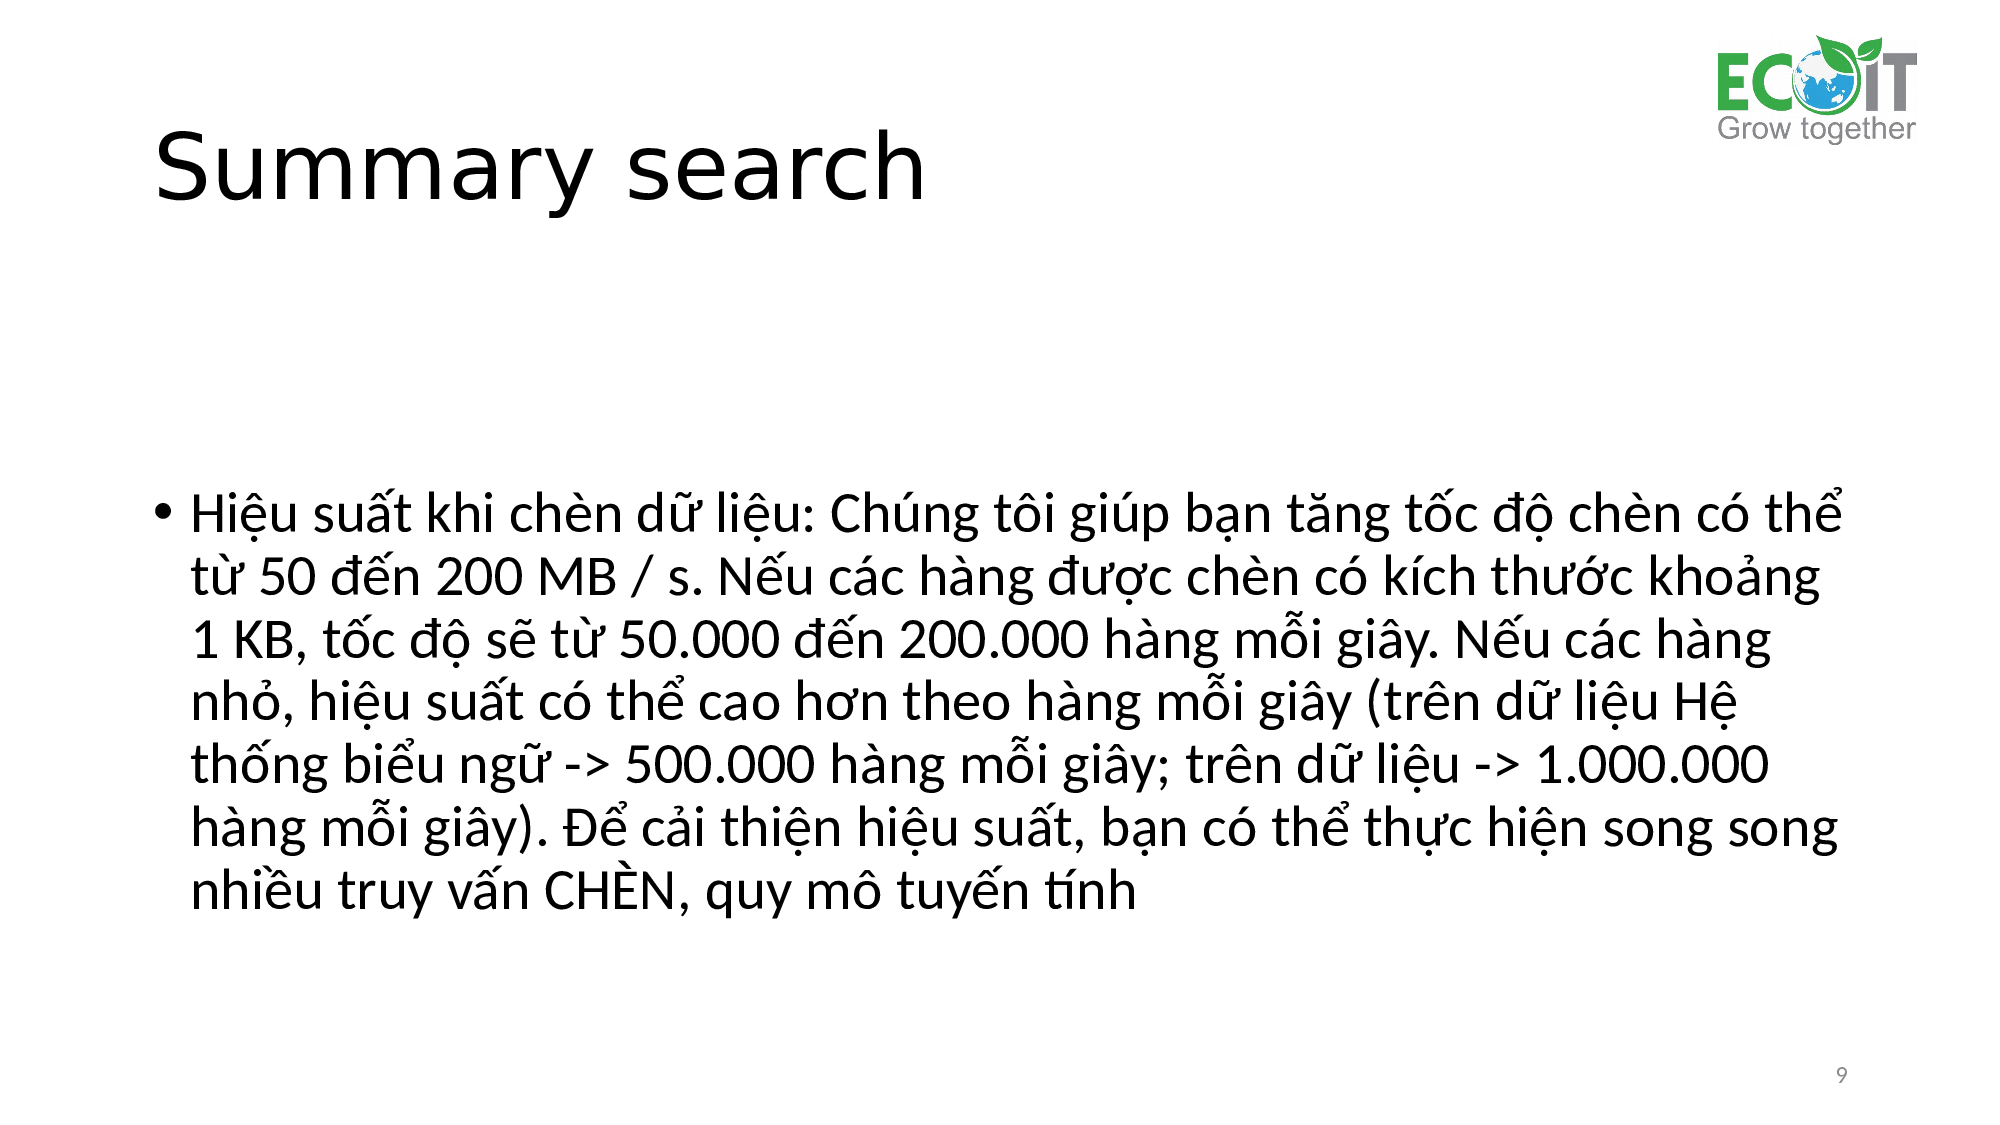 ECOIT
Grow together
Summary search
• Hiệu suất khi chèn dữ liệu: Chúng tôi giúp bạn tăng tốc độ chèn có thể
từ 50 đến 200 MB / s. Nếu các hàng được chèn có kích thước khoảng
1 KB, tốc độ sẽ từ 50.000 đến 200.000 hàng mỗi giây. Nếu các hàng
nhỏ, hiệu suất có thể cao hơn theo hàng mỗi giây (trên dữ liệu Hệ
thống biểu ngữ -> 500.000 hàng mỗi giây; trên dữ liệu -> 1.000.000
hàng mỗi giây). Để cải thiện hiệu suất, bạn có thể thực hiện song song
nhiều truy vấn CHÈN, quy mô tuyến tính
9